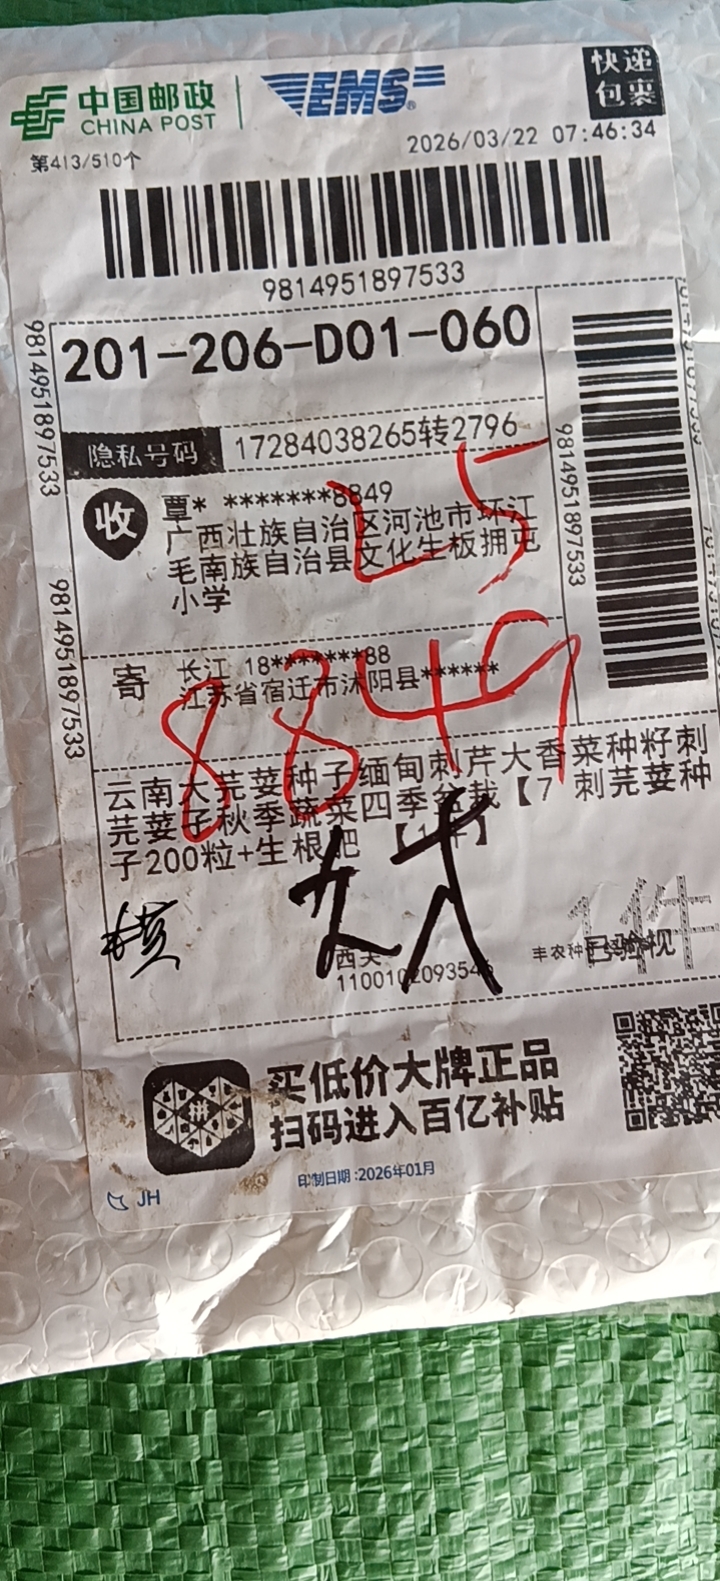 中国邮政
CHINA POST
EMS
快递
包裹
第413/510个
2026/03/22 07:46:34
9814951897533
201-206-D01-060
隐私号码 17284038265转2796
收
覃* *******8849
广西壮族自治区河池市环江
毛南族自治县文化生板拥屯
小学
25
寄
长江 18*******88
江苏省宿迁市沭阳县******
8849
云南大芫荽种子缅甸刺芹大香菜种籽刺
芫荽子秋季蔬菜四季盆栽【7 刺芫荽种
子200粒+生根肥 【1件】
1件
丰农种 已验视
9814951897533
9814951897533
9814951897533
买低价大牌正品
扫码进入百亿补贴
拼
印制日期:2026年01月
JH